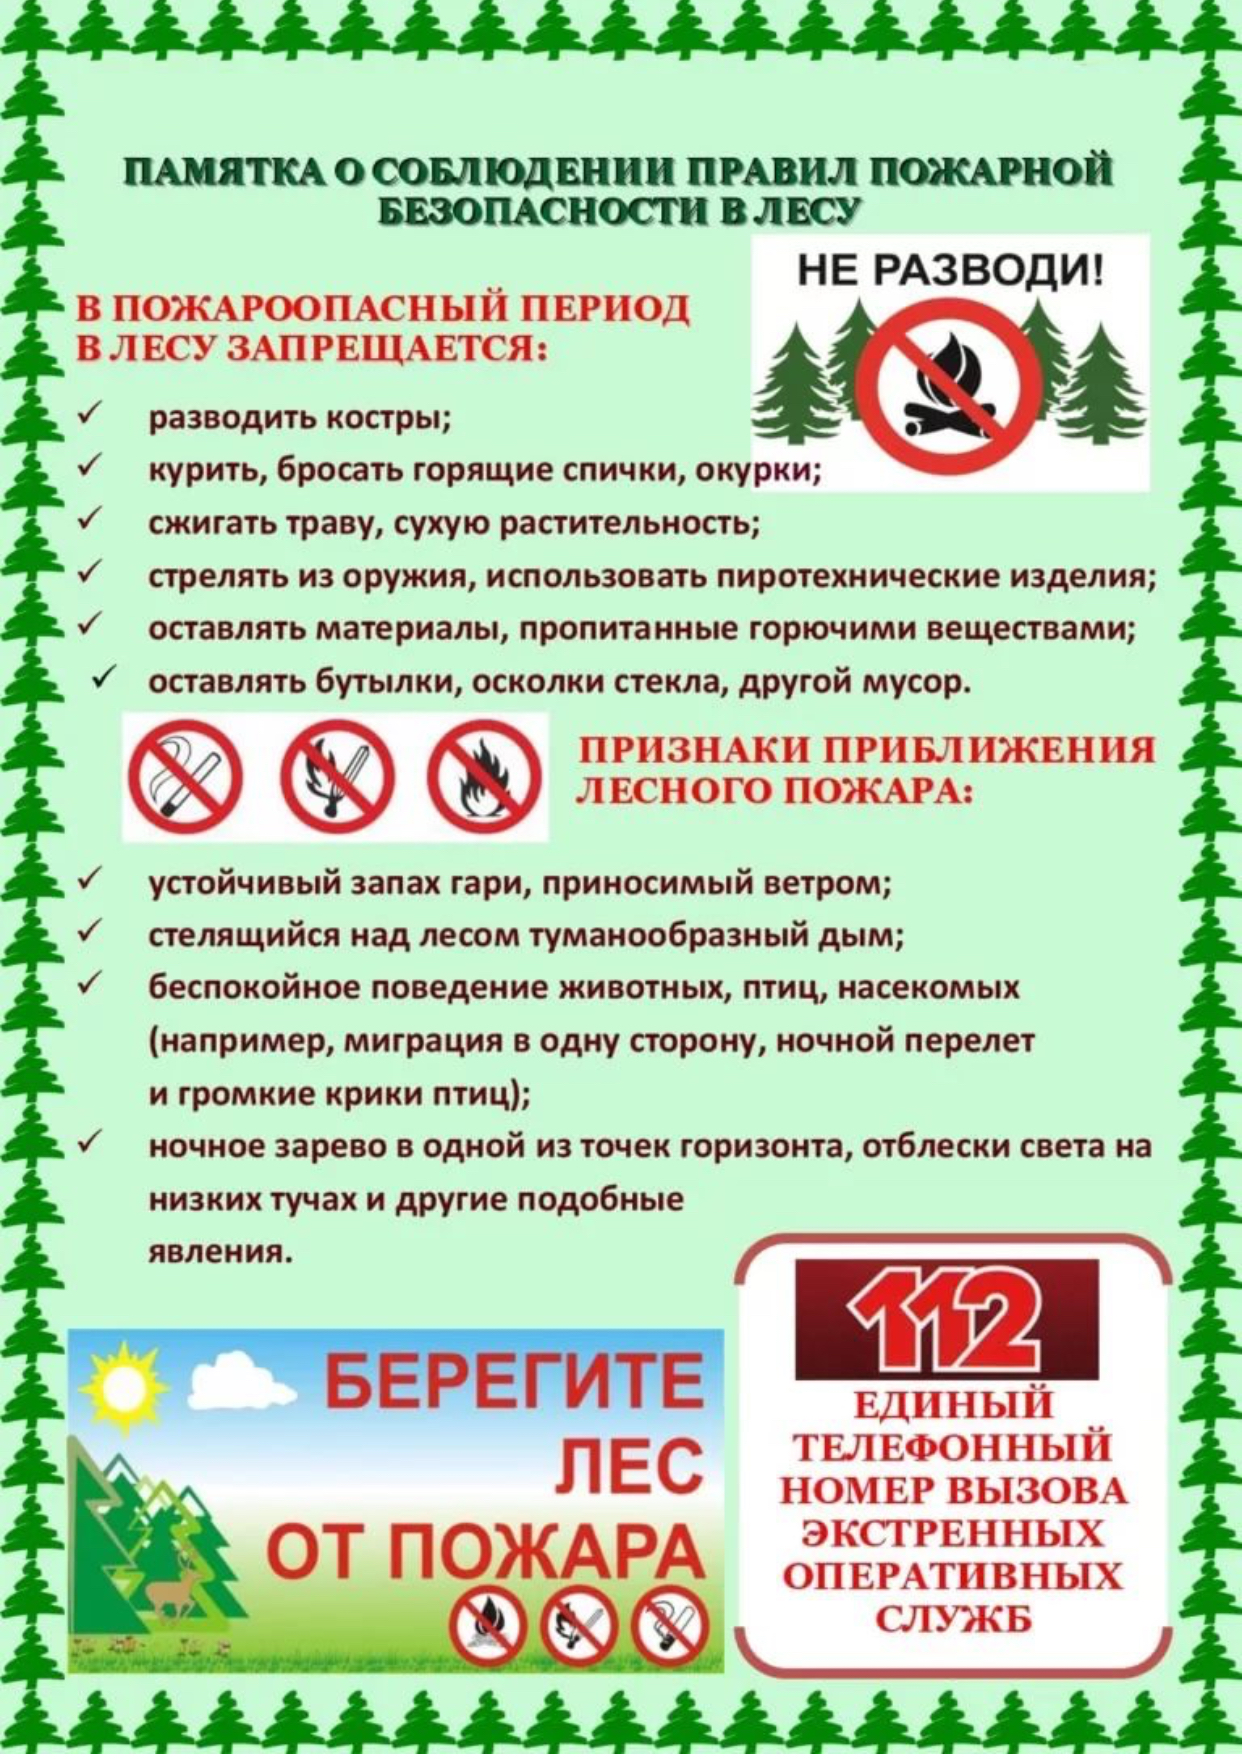 ПАМЯТКА О СОБЛЮДЕНИИ ПРАВИЛ ПОЖАРНОЙ
БЕЗОПАСНОСТИ В ЛЕСУ
НЕ РАЗВОДИ!
В ПОЖАРООПАСНЫЙ ПЕРИОД
В ЛЕСУ ЗАПРЕЩАЕТСЯ:
✓ разводить костры;
✓ курить, бросать горящие спички, окурки;
✓ сжигать траву, сухую растительность;
✓ стрелять из оружия, использовать пиротехнические изделия;
✓ оставлять материалы, пропитанные горючими веществами;
✓ оставлять бутылки, осколки стекла, другой мусор.
ПРИЗНАКИ ПРИБЛИЖЕНИЯ
ЛЕСНОГО ПОЖАРА:
✓ устойчивый запах гари, приносимый ветром;
✓ стелящийся над лесом туманообразный дым;
✓ беспокойное поведение животных, птиц, насекомых
(например, миграция в одну сторону, ночной перелет
и громкие крики птиц);
✓ ночное зарево в одной из точек горизонта, отблески света на
низких тучах и другие подобные
явления.
БЕРЕГИТЕ
ЛЕС
ОТ ПОЖАРА
112
ЕДИНЫЙ
ТЕЛЕФОННЫЙ
НОМЕР ВЫЗОВА
ЭКСТРЕННЫХ
ОПЕРАТИВНЫХ
СЛУЖБ